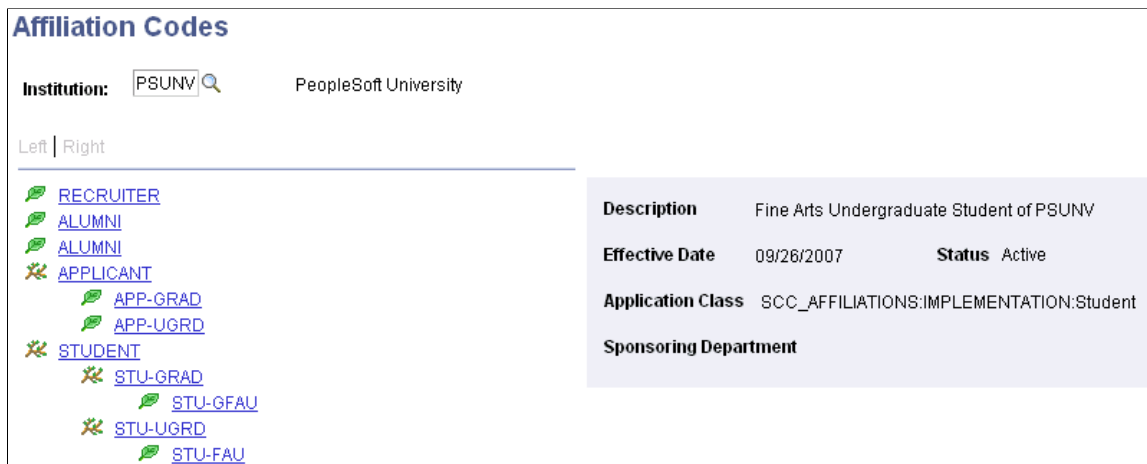 Affiliation Codes
Institution: PSUNV PeopleSoft University
Left | Right
RECRUITER
ALUMNI
ALUMNI
APPLICANT
APP-GRAD
APP-UGRD
STUDENT
STU-GRAD
STU-GFAU
STU-UGRD
STU-FAU
Description Fine Arts Undergraduate Student of PSUNV
Effective Date 09/26/2007 Status Active
Application Class SCC_AFFILIATIONS:IMPLEMENTATION:Student
Sponsoring Department